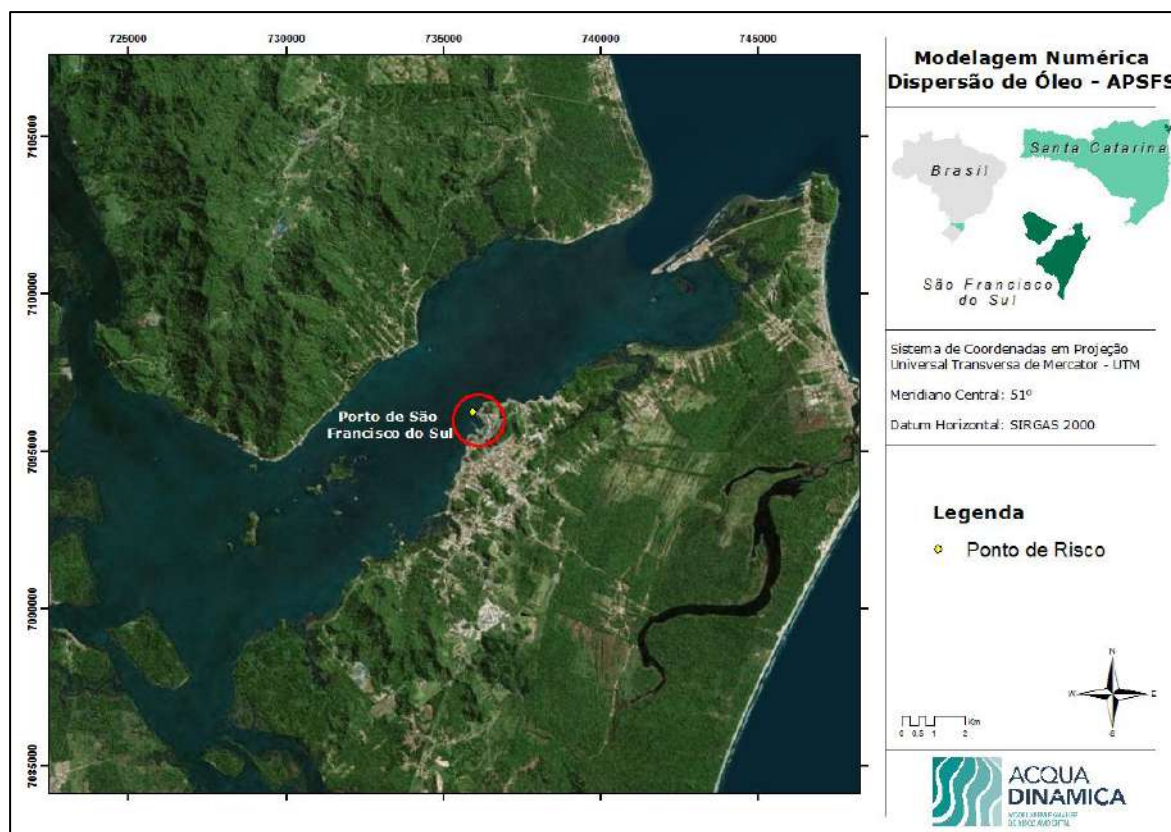 725000
730000
735000
740000
745000
7105000
7100000
7095000
7090000
7085000
Porto de São
Francisco do Sul
Modelagem Numérica
Dispersão de Óleo - APSFS
Brasil
Santa Catarina
São Francisco
do Sul
Sistema de Coordenadas em Projeção
Universal Transversa de Mercator - UTM
Meridiano Central: 51º
Datum Horizontal: SIRGAS 2000
Legenda
Ponto de Risco
N
W
E
S
0 0.5 1 2 Km
ACQUA
DINAMICA